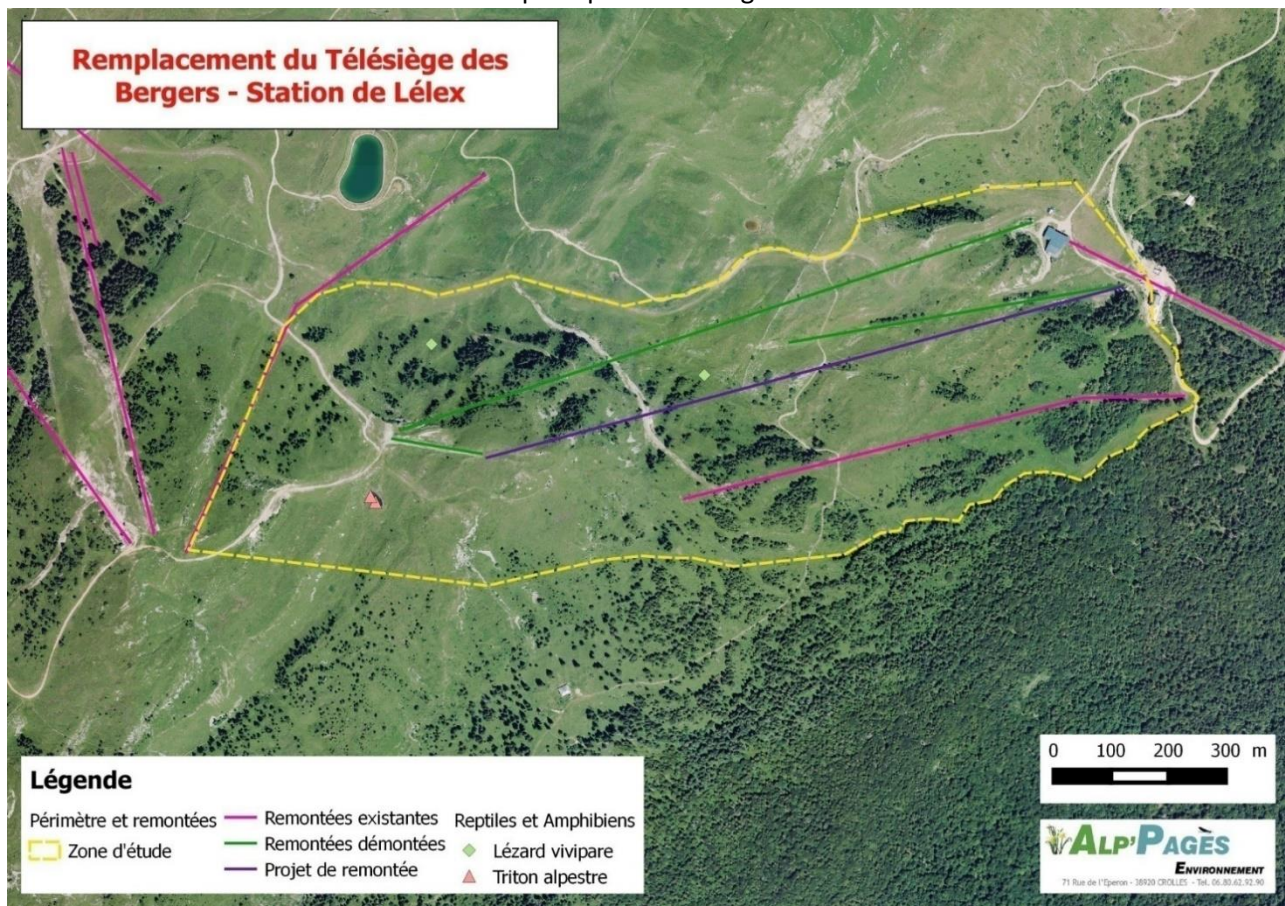 Remplacement du Télésiège des
Bergers - Station de Lélex
Légende
Périmètre et remontées
Zone d'étude
Remontées existantes
Remontées démontées
Projet de remontée
Reptiles et Amphibiens
Lézard vivipare
Triton alpestre
0 100 200 300 m
ALP'PAGÈS
ENVIRONNEMENT
71 Rue de l'Eperon - 38920 CROLLES - Tel. 06.80.62.92.90